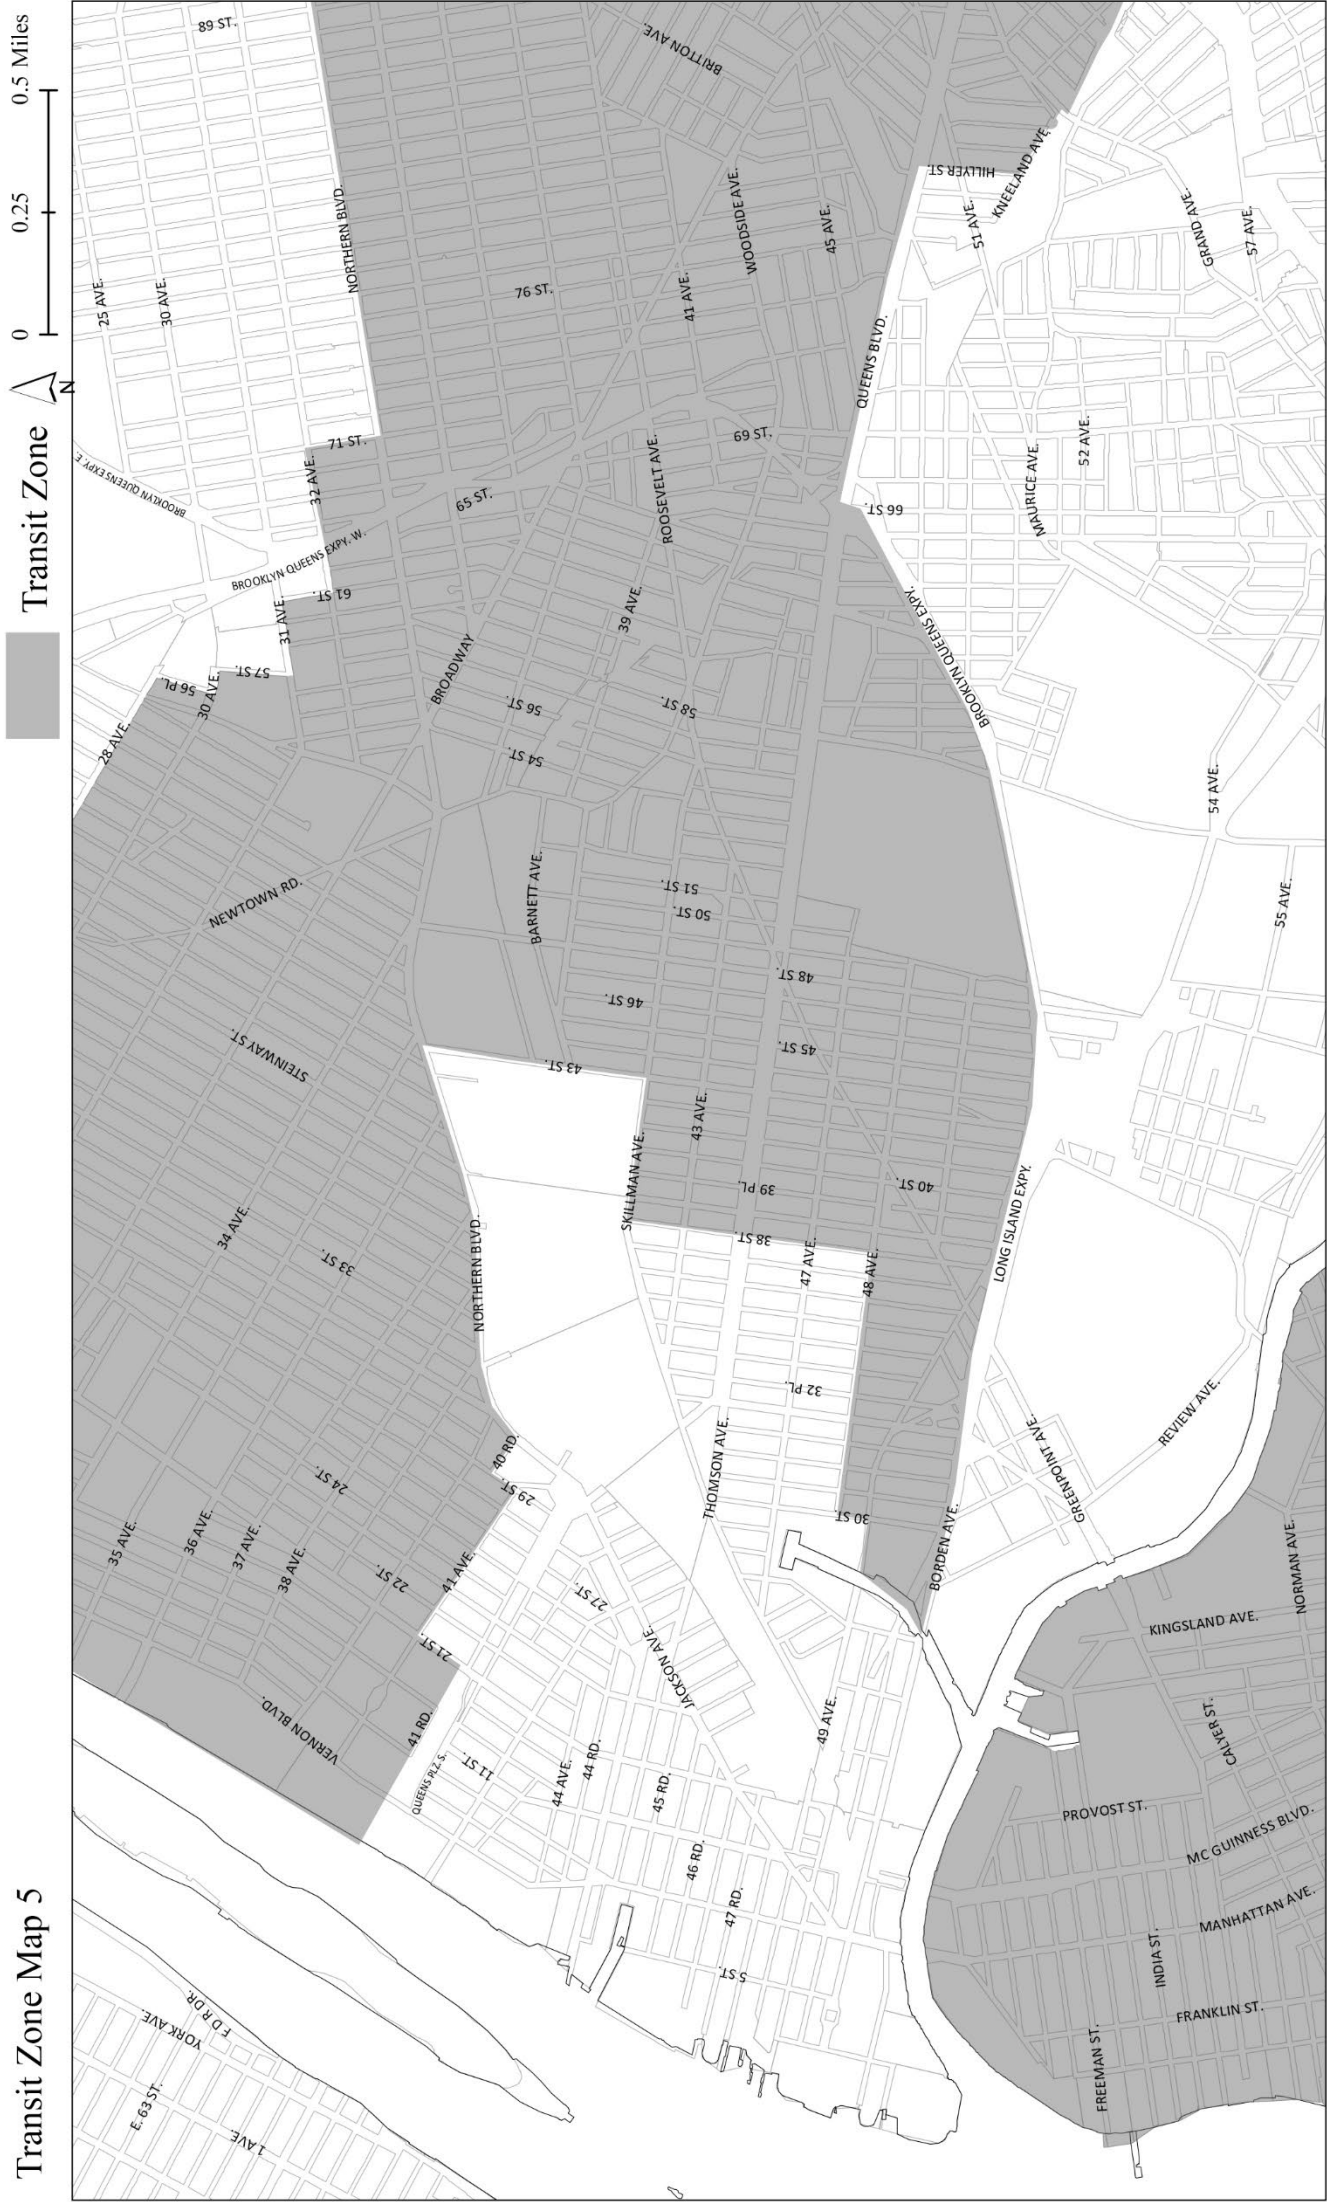 Transit Zone Map 5
Transit Zone
N
0
0.25
0.5 Miles
E. 63 ST.
1 AVE.
YORK AVE.
F D R DR.
35 AVE.
36 AVE.
37 AVE.
38 AVE.
24 ST.
22 ST.
41 AVE.
VERNON BLVD.
21 ST.
41 RD.
QUEENS PLZ. S.
11 ST.
40 RD.
29 ST.
27 ST.
44 AVE.
44 RD.
45 RD.
46 RD.
47 RD.
5 ST.
JACKSON AVE.
THOMSON AVE.
49 AVE.
28 AVE.
56 PL.
30 AVE.
57 ST.
31 AVE.
61 ST.
BROOKLYN QUEENS EXPY. W.
BROOKLYN QUEENS EXPY. E.
32 AVE.
71 ST.
25 AVE.
30 AVE.
89 ST.
NORTHERN BLVD.
NEWTOWN RD.
STEINWAY ST.
34 AVE.
33 ST.
NORTHERN BLVD.
BROADWAY
65 ST.
76 ST.
BRITTON AVE.
56 ST.
54 ST.
39 AVE.
ROOSEVELT AVE.
58 ST.
41 AVE.
WOODSIDE AVE.
69 ST.
45 AVE.
BARNETT AVE.
51 ST.
50 ST.
48 ST.
46 ST.
45 ST.
43 ST.
SKILLMAN AVE.
43 AVE.
39 PL.
38 ST.
40 ST.
47 AVE.
48 AVE.
32 PL.
30 ST
BORDEN AVE.
LONG ISLAND EXPY.
QUEENS BLVD.
66 ST.
BROOKLYN QUEENS EXPY.
HILLYER ST.
51 AVE.
KNEELAND AVE.
GRAND AVE.
57 AVE.
MAURICE AVE.
52 AVE.
54 AVE.
55 AVE.
GREENPOINT AVE.
REVIEW AVE.
NORMAN AVE.
KINGSLAND AVE.
CALYER ST.
PROVOST ST.
MC GUINNESS BLVD.
MANHATTAN AVE.
INDIA ST.
FRANKLIN ST.
FREEMAN ST.